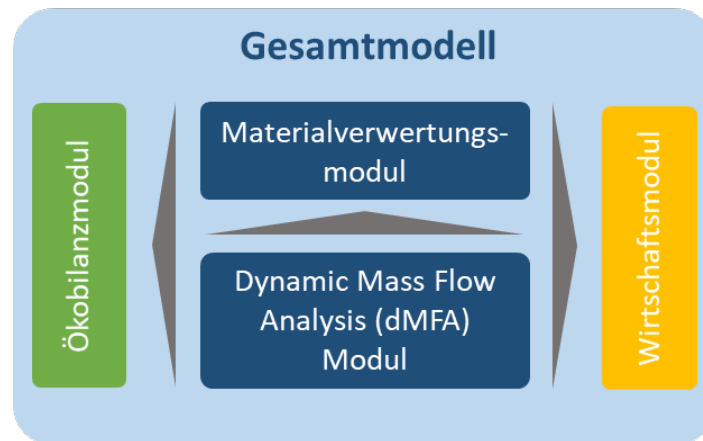 Gesamtmodell
Ökobilanzmodul
Materialverwertungs-
modul
Dynamic Mass Flow
Analysis (dMFA)
Modul
Wirtschaftsmodul